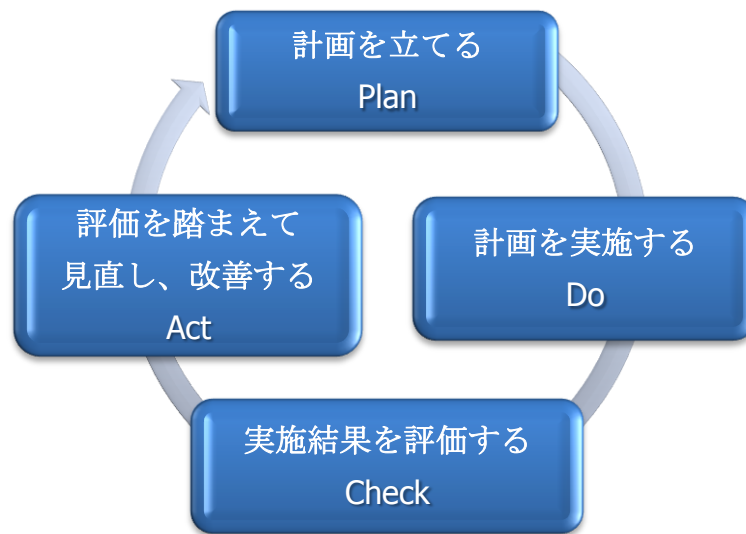 計画を立てる
Plan
計画を実施する
Do
実施結果を評価する
Check
評価を踏まえて
見直し、改善する
Act